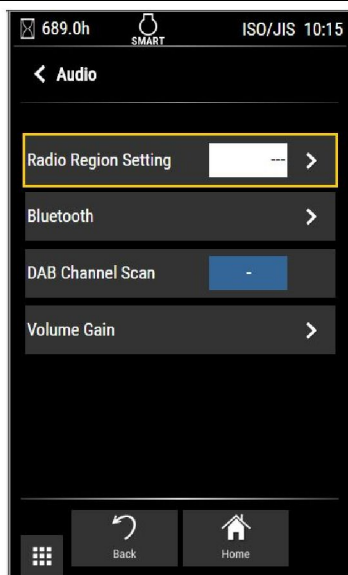 689.0h SMART ISO/JIS 10:15
Audio
Radio Region Setting ---
Bluetooth
DAB Channel Scan -
Volume Gain
Back Home